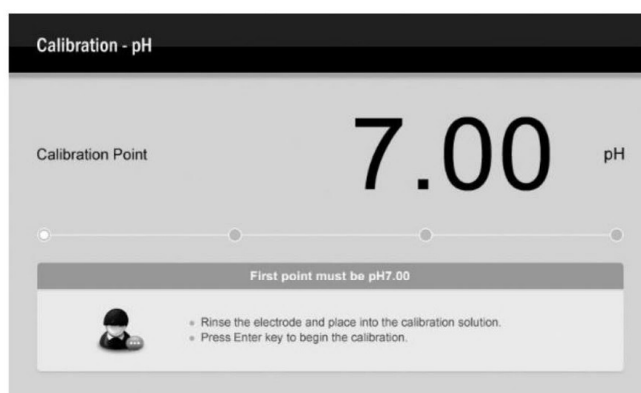 Calibration - pH
Calibration Point
7.00
pH
First point must be pH7.00
Rinse the electrode and place into the calibration solution.
Press Enter key to begin the calibration.